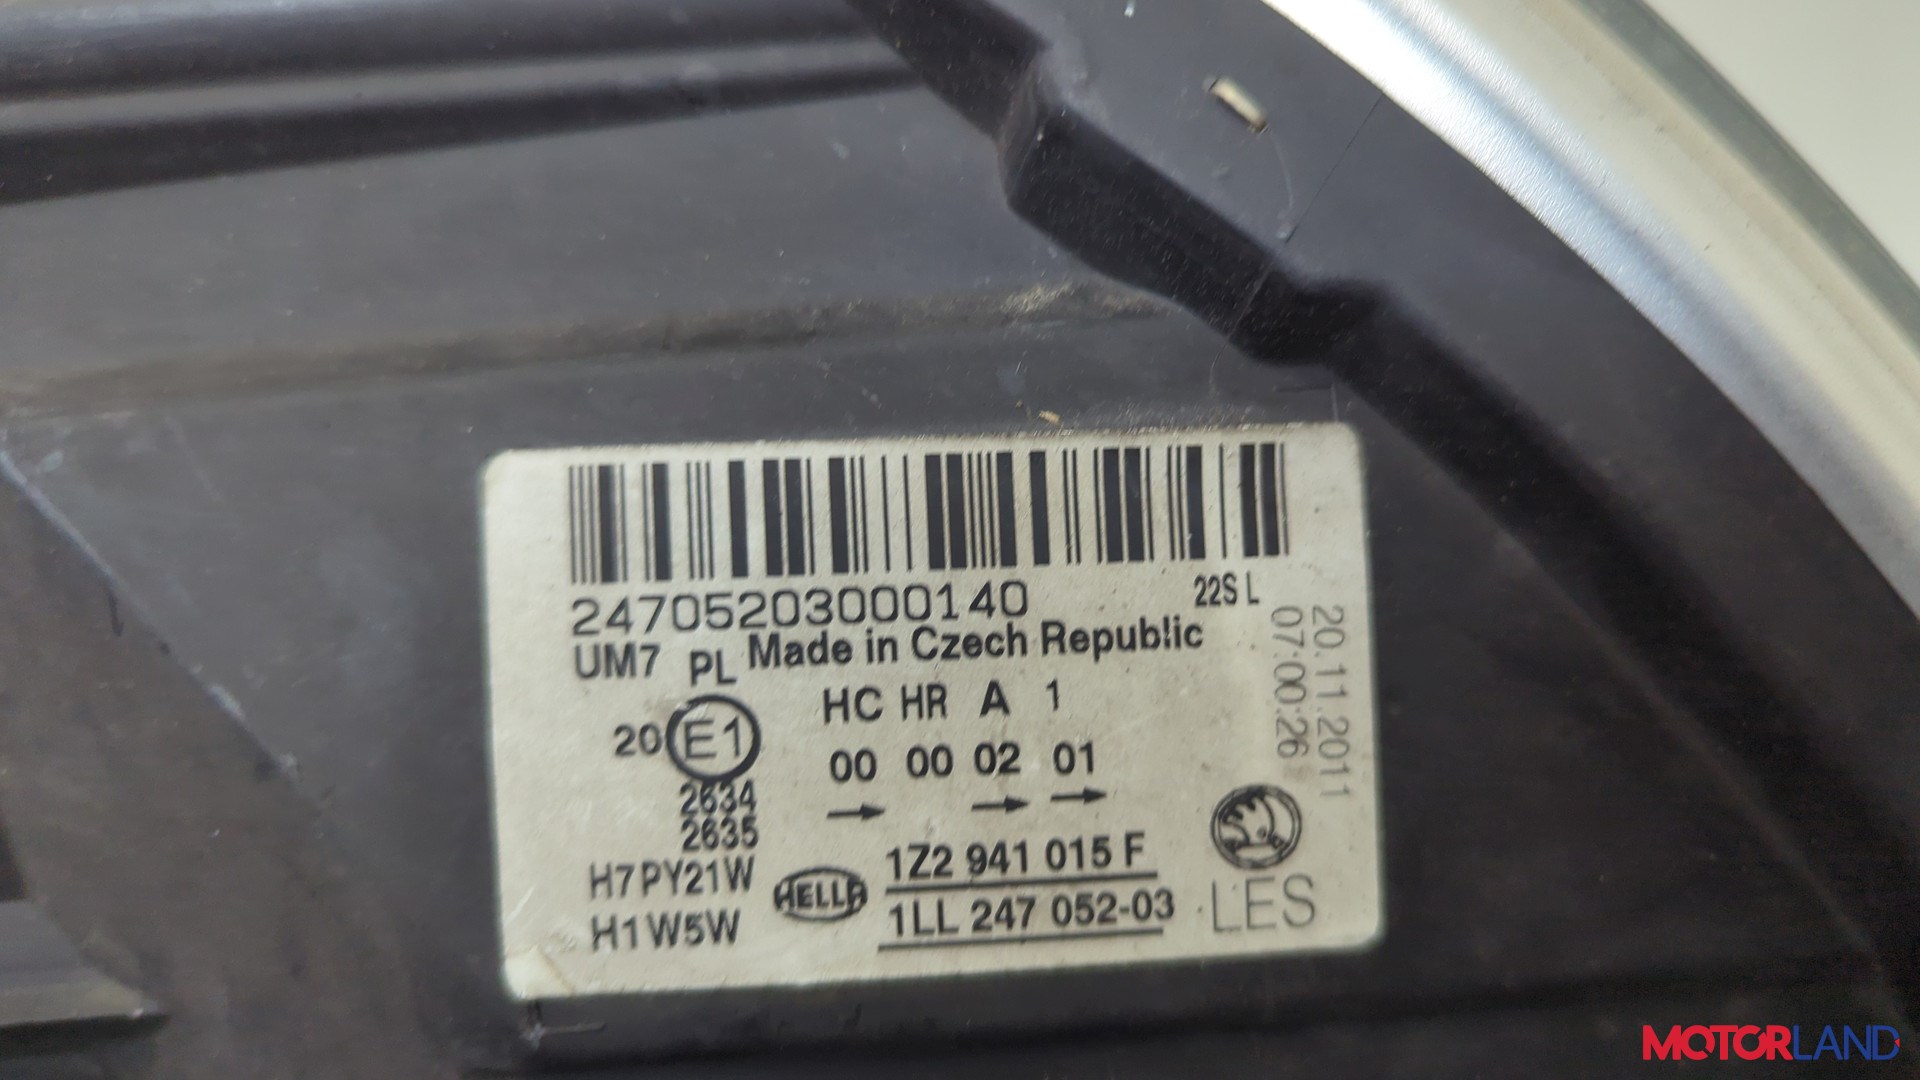 24705203000140
22S L
UM7 PL Made in Czech Republic
HC HR A 1
20 E1
00 00 02 01
2634
2635
H7 PY21W
H1 W5W
HELLA
1Z2 941 015 F
1LL 247 052-03
LES
20.11.2011
07:00:26
MOTORLAND